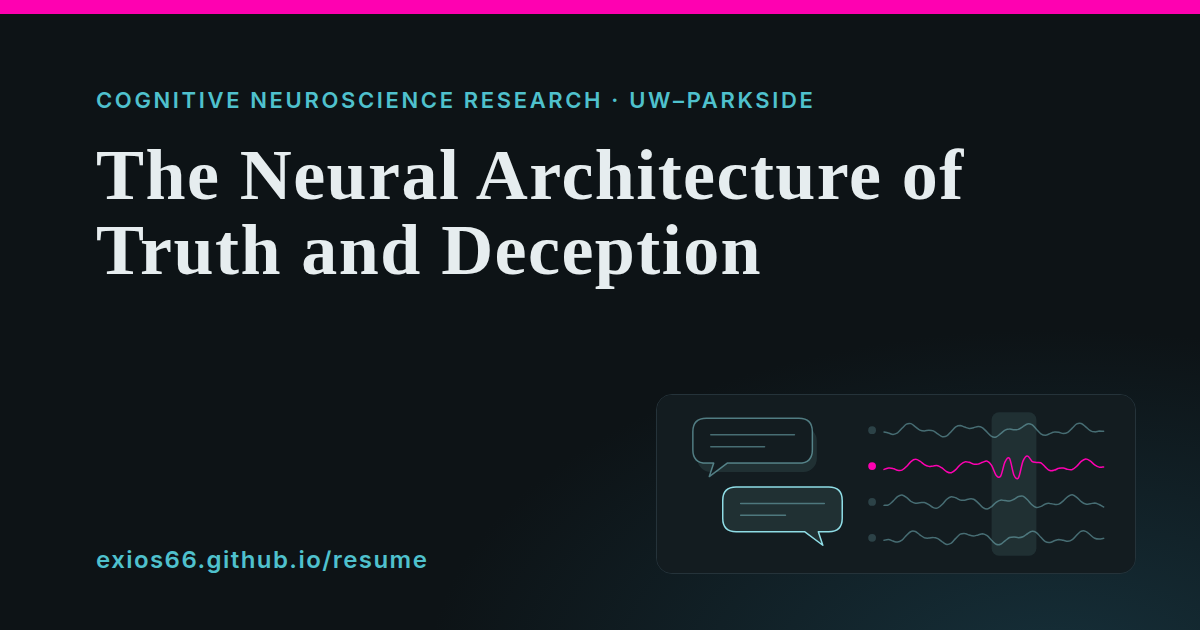 COGNITIVE NEUROSCIENCE RESEARCH · UW–PARKSIDE
The Neural Architecture of
Truth and Deception
exios66.github.io/resume